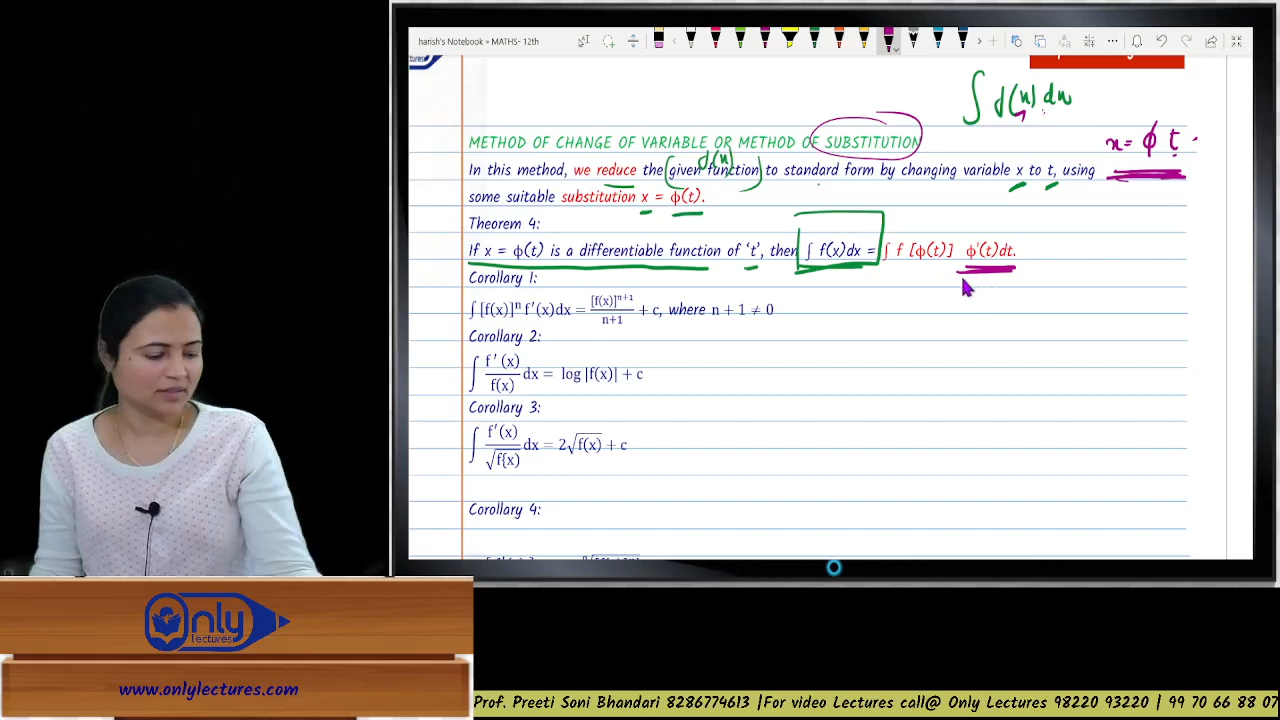 harish's Notebook » MATHS- 12th
∫ d(x) dx
METHOD OF CHANGE OF VARIABLE OR METHOD OF SUBSTITUTION
x = ϕ t
d(x)
In this method, we reduce the given function to standard form by changing variable x to t, using
some suitable substitution x = ϕ(t).
Theorem 4:
If x = ϕ(t) is a differentiable function of 't', then ∫ f(x)dx = ∫ f [ϕ(t)] ϕ'(t)dt.
Corollary 1:
∫ [f(x)]ⁿ f'(x)dx = [f(x)]ⁿ⁺¹/n+1 + c, where n + 1 ≠ 0
Corollary 2:
∫ f'(x)/f(x) dx = log |f(x)| + c
Corollary 3:
∫ f'(x)/√f(x) dx = 2√f(x) + c
Corollary 4:
Only
lectures
www.onlylectures.com
Prof. Preeti Soni Bhandari 8286774613 |For video Lectures call@ Only Lectures 98220 93220 | 99 70 66 88 07